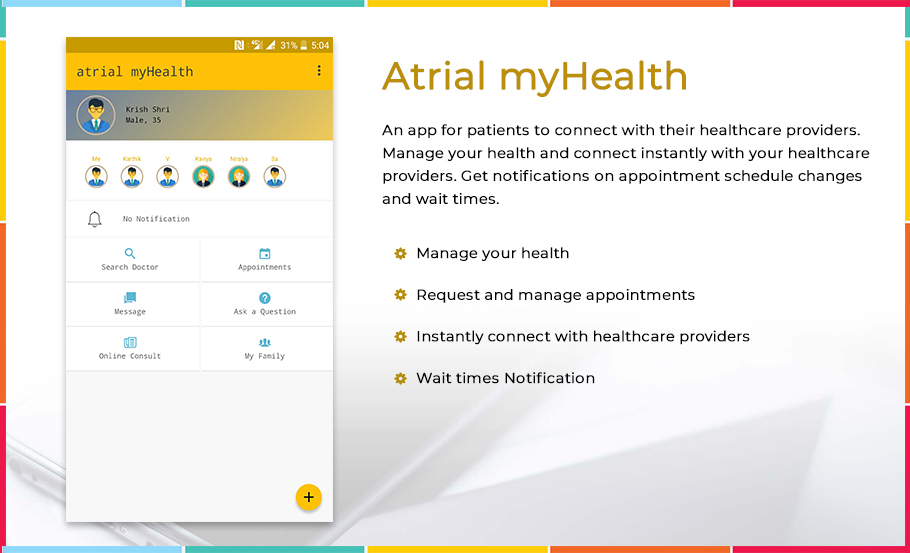 31% 5:04
atrial myHealth
Krish Shri
Male, 35
Me Karthik V Kaviya Niralya Sa
No Notification
Search Doctor Appointments
Message Ask a Question
Online Consult My Family
Atrial myHealth
An app for patients to connect with their healthcare providers.
Manage your health and connect instantly with your healthcare
providers. Get notifications on appointment schedule changes
and wait times.
Manage your health
Request and manage appointments
Instantly connect with healthcare providers
Wait times Notification